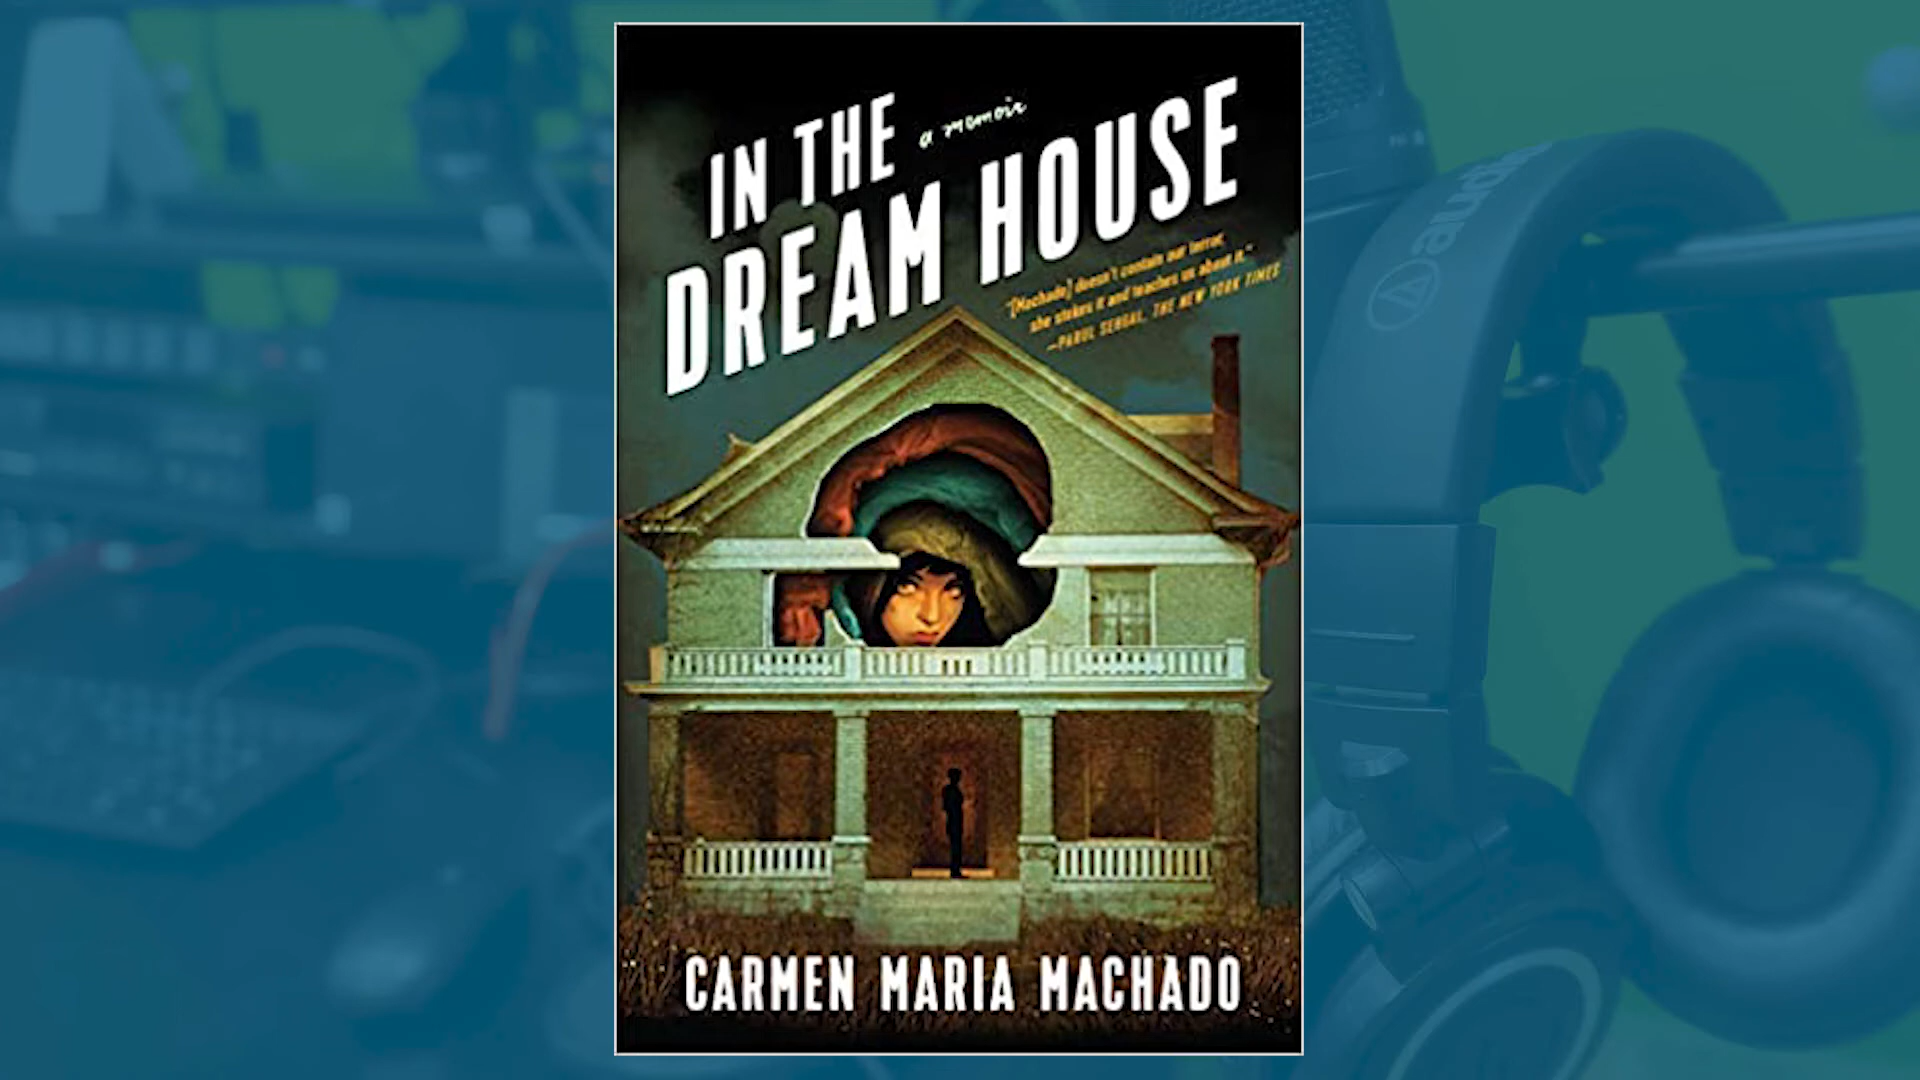 IN THE
a memoir
DREAM HOUSE
"[Machado] doesn't contain our terror;
she stokes it and teaches us about it."
—PARUL SEHGAL, THE NEW YORK TIMES
CARMEN MARIA MACHADO